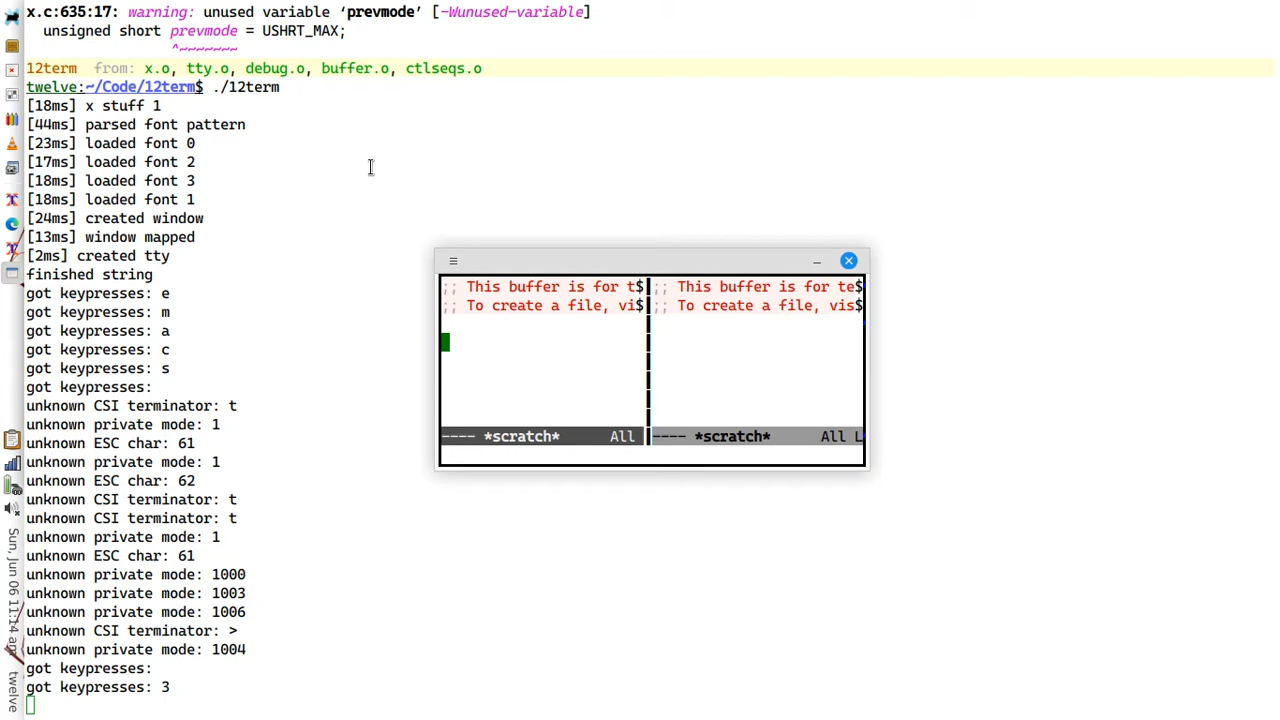 x.c:635:17: warning: unused variable ‘prevmode’ [-Wunused-variable]
unsigned short prevmode = USHRT_MAX;
^~~~~~~~
12term from: x.o, tty.o, debug.o, buffer.o, ctlseqs.o
twelve:~/Code/12term$ ./12term
[18ms] x stuff 1
[44ms] parsed font pattern
[23ms] loaded font 0
[17ms] loaded font 2
[18ms] loaded font 3
[18ms] loaded font 1
[24ms] created window
[13ms] window mapped
[2ms] created tty
finished string
got keypresses: e
got keypresses: m
got keypresses: a
got keypresses: c
got keypresses: s
got keypresses:
unknown CSI terminator: t
unknown private mode: 1
unknown ESC char: 61
unknown private mode: 1
unknown ESC char: 62
unknown CSI terminator: t
unknown CSI terminator: t
unknown private mode: 1
unknown ESC char: 61
unknown private mode: 1000
unknown private mode: 1003
unknown private mode: 1006
unknown CSI terminator: >
unknown private mode: 1004
got keypresses:
got keypresses: 3
;; This buffer is for t$
;; To create a file, vi$
---- *scratch* All
;; This buffer is for te$
;; To create a file, vis$
---- *scratch* All L
Sun, Jun 06 11:14 am
twelve